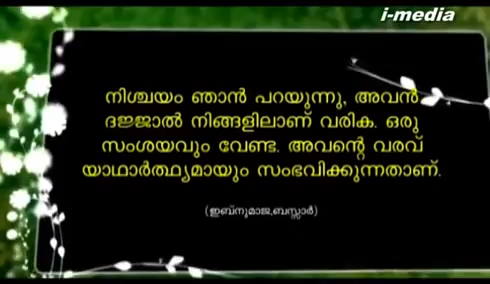 i-media
നിശ്ചയം ഞാൻ പറയുന്നു, അവൻ
ദജ്ജാൽ നിങ്ങളിലാണ് വരിക. ഒരു
സംശയവും വേണ്ട. അവന്റെ വരവ്
യാഥാർത്ഥ്യമായും സംഭവിക്കുന്നതാണ്.
(ഇബ്നുമാജ,ബസ്സാർ)